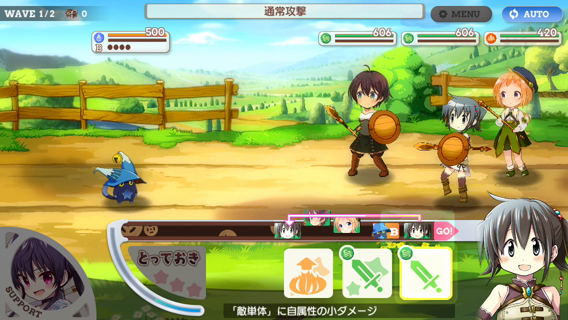 WAVE 1/2 0
通常攻撃
MENU
AUTO
500
B
606
606
420
B
GO!
とっておき
SUPPORT
「敵単体」に自属性の小ダメージ